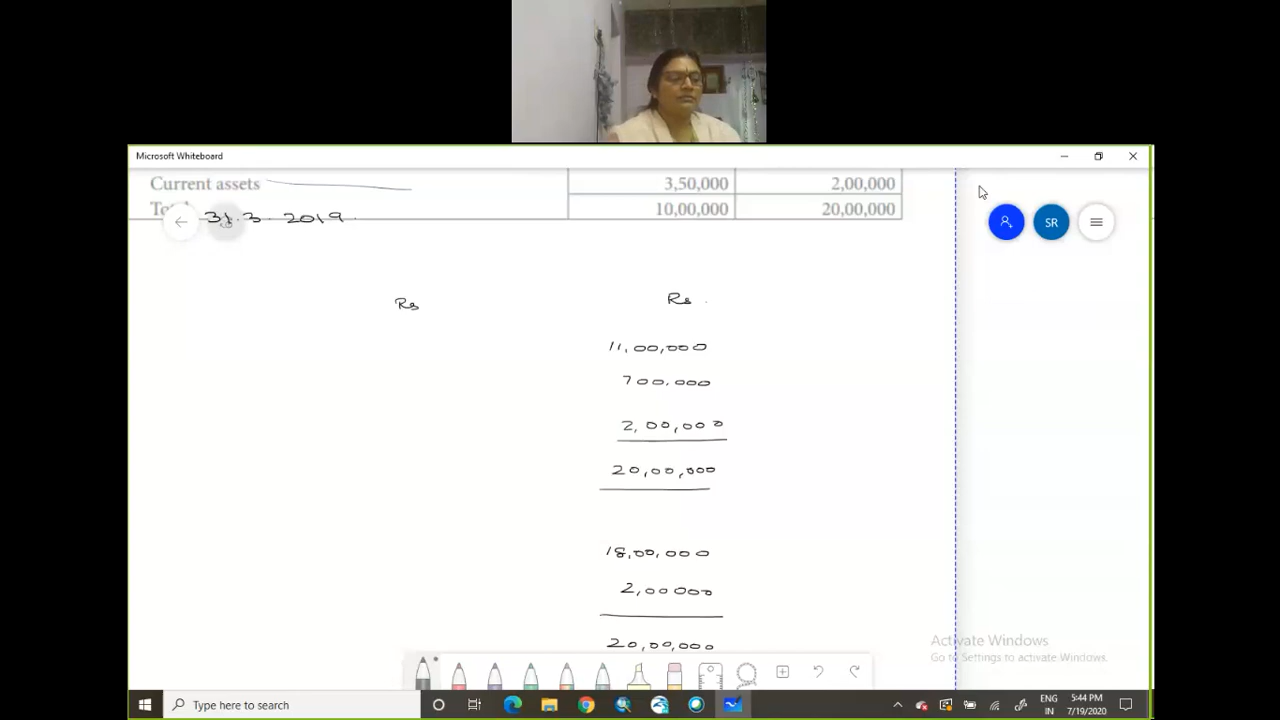 Microsoft Whiteboard
Current assets 3,50,000 2,00,000
10,00,000 20,00,000
31.3.2019.
SR
Rs Rs.
11,00,000
700.000
2,00,000
20,00,000
18,00,000
2,00000
20,00,000
Activate Windows
Go to Settings to activate Windows.
Type here to search
ENG
IN
5:44 PM
7/19/2020